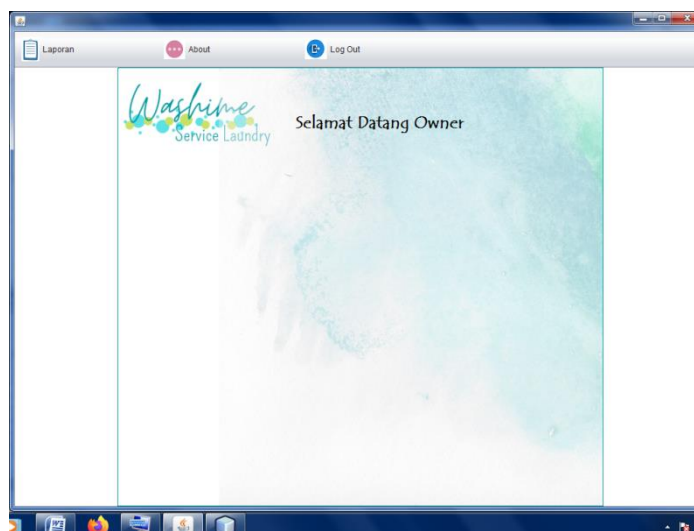 Laporan
About
Log Out
Washime
Service Laundry
Selamat Datang Owner